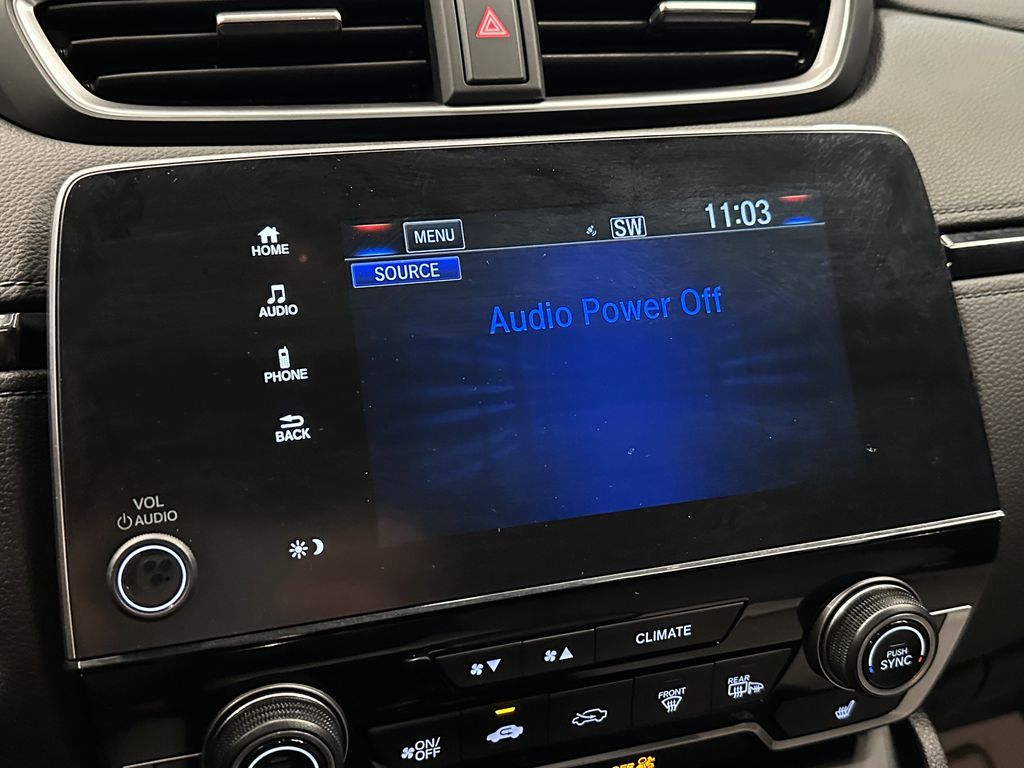 HOME
MENU
SW
11:03
SOURCE
AUDIO
Audio Power Off
PHONE
BACK
VOL
AUDIO
CLIMATE
PUSH
SYNC
FRONT
REAR
ON/
OFF